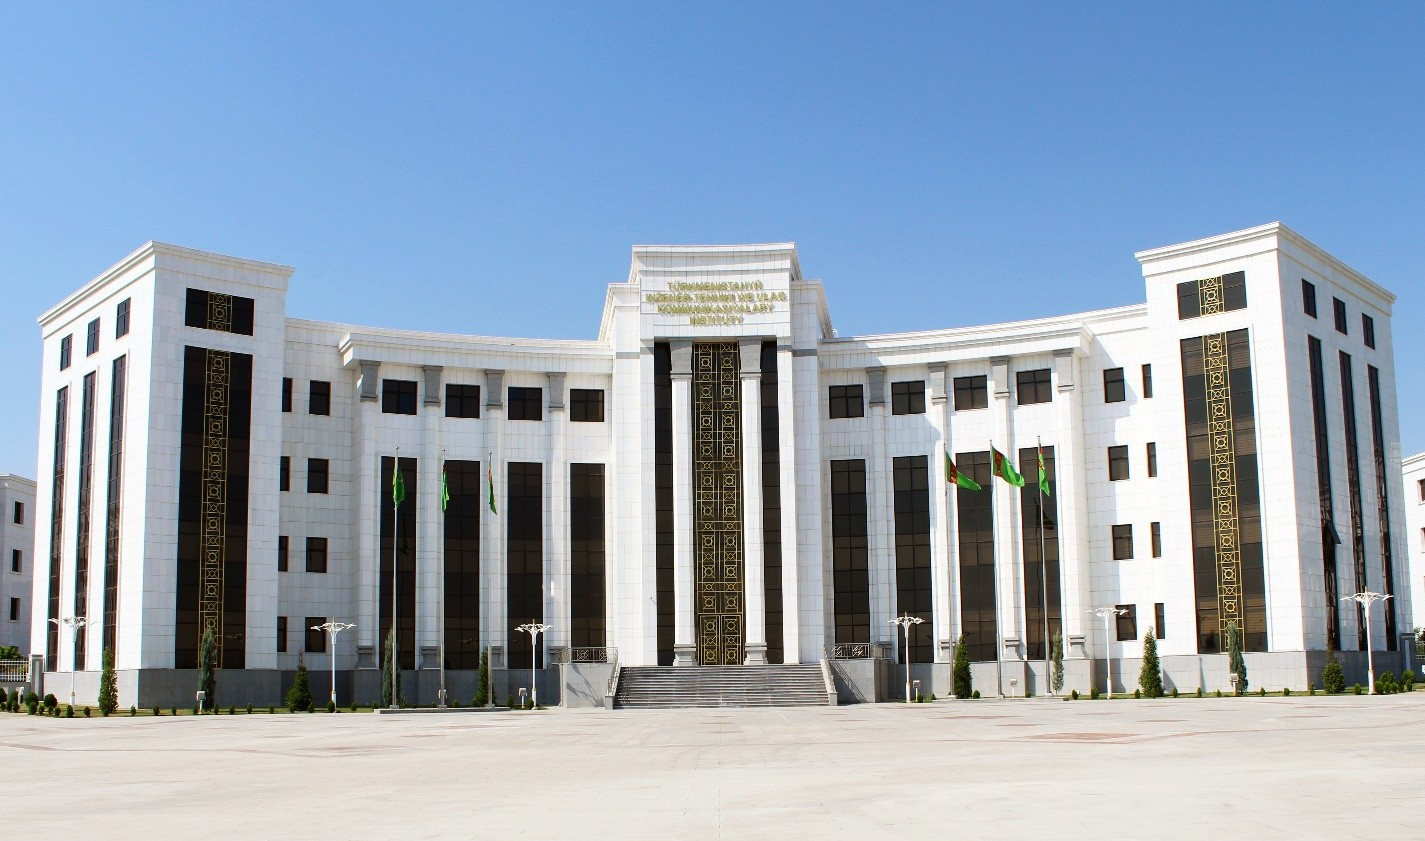 TÜRKMENISTANYŇ
INŽENER-TEHNIKI WE ULAG
KOMMUNIKASIÝALARY
INSTITUTY